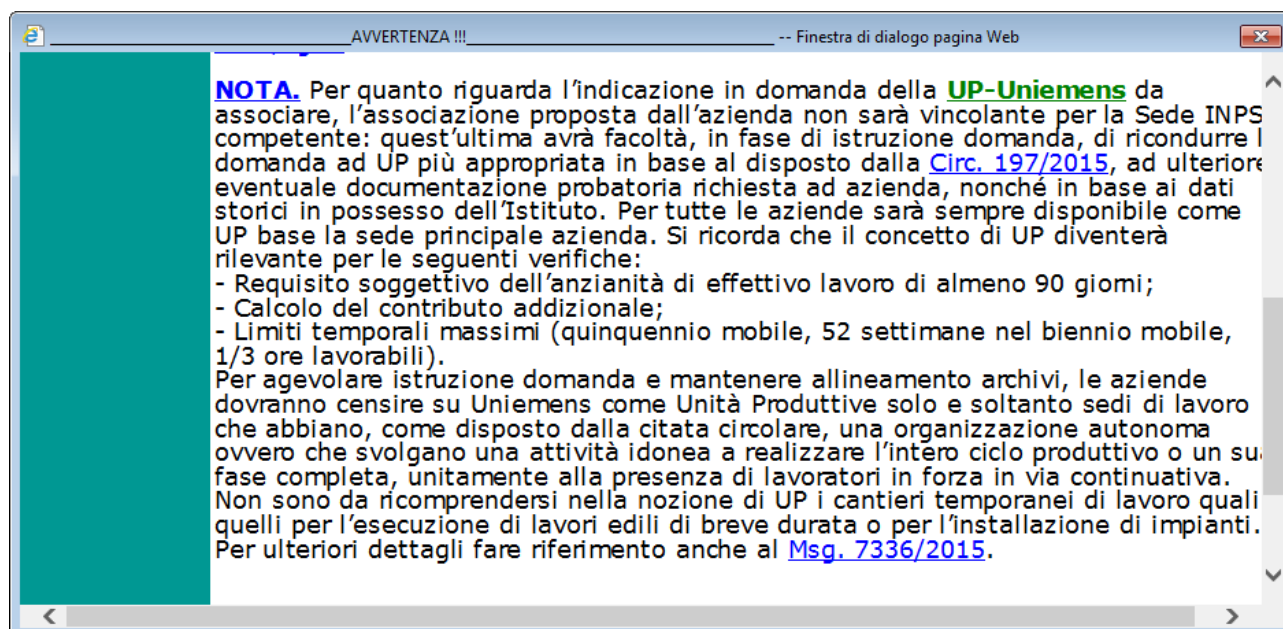 _AVVERTENZA !!!_ -- Finestra di dialogo pagina Web
NOTA. Per quanto riguarda l'indicazione in domanda della UP-Uniemens da
associare, l'associazione proposta dall'azienda non sarà vincolante per la Sede INPS
competente: quest'ultima avrà facoltà, in fase di istruzione domanda, di ricondurre l
domanda ad UP più appropriata in base al disposto dalla Circ. 197/2015, ad ulteriore
eventuale documentazione probatoria richiesta ad azienda, nonché in base ai dati
storici in possesso dell'Istituto. Per tutte le aziende sarà sempre disponibile come
UP base la sede principale azienda. Si ricorda che il concetto di UP diventerà
rilevante per le seguenti verifiche:
- Requisito soggettivo dell'anzianità di effettivo lavoro di almeno 90 giorni;
- Calcolo del contributo addizionale;
- Limiti temporali massimi (quinquennio mobile, 52 settimane nel biennio mobile,
1/3 ore lavorabili).
Per agevolare istruzione domanda e mantenere allineamento archivi, le aziende
dovranno censire su Uniemens come Unità Produttive solo e soltanto sedi di lavoro
che abbiano, come disposto dalla citata circolare, una organizzazione autonoma
ovvero che svolgano una attività idonea a realizzare l'intero ciclo produttivo o un su
fase completa, unitamente alla presenza di lavoratori in forza in via continuativa.
Non sono da ricomprendersi nella nozione di UP i cantieri temporanei di lavoro quali
quelli per l'esecuzione di lavori edili di breve durata o per l'installazione di impianti.
Per ulteriori dettagli fare riferimento anche al Msg. 7336/2015.